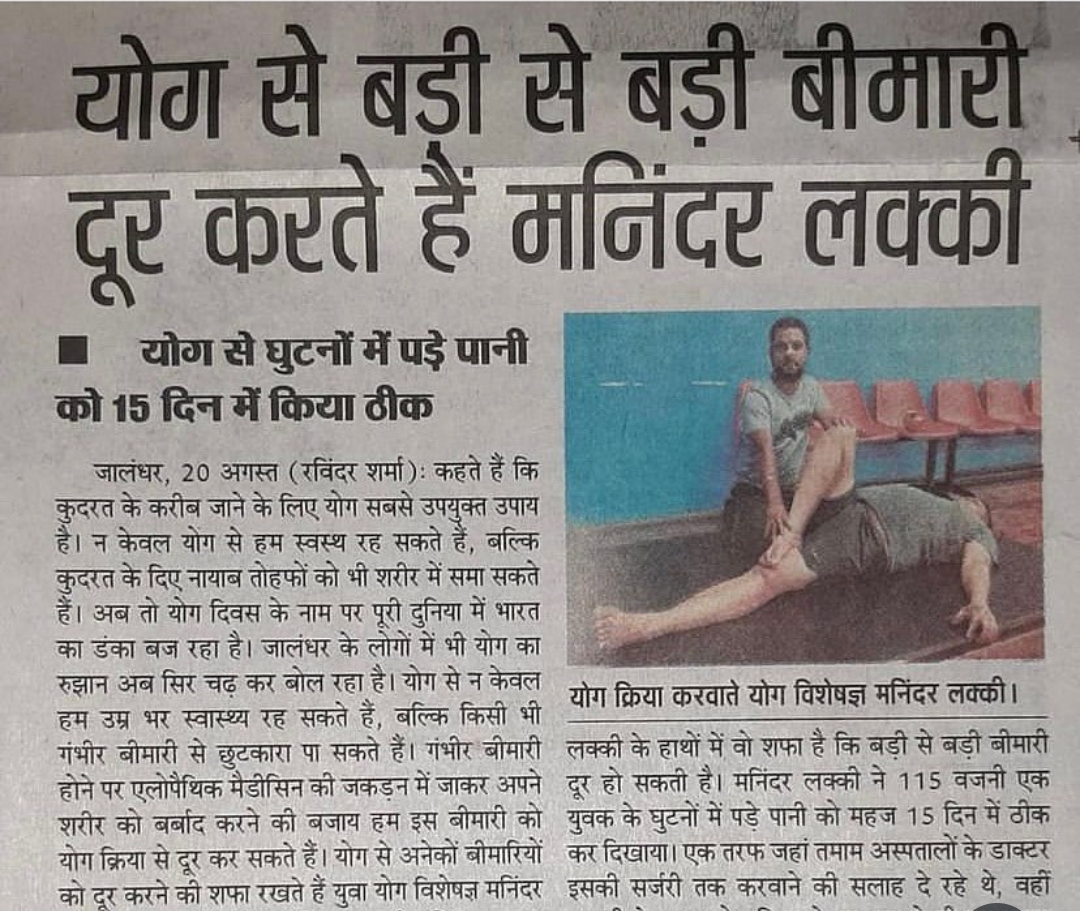 योग से बड़ी से बड़ी बीमारी
दूर करते हैं मनिंदर लक्की
■ योग से घुटनों में पड़े पानी
को 15 दिन में किया ठीक
जालंधर, 20 अगस्त (रविंदर शर्मा): कहते हैं कि
कुदरत के करीब जाने के लिए योग सबसे उपयुक्त उपाय
है। न केवल योग से हम स्वस्थ रह सकते हैं, बल्कि
कुदरत के दिए नायाब तोहफों को भी शरीर में समा सकते
हैं। अब तो योग दिवस के नाम पर पूरी दुनिया में भारत
का डंका बज रहा है। जालंधर के लोगों में भी योग का
रुझान अब सिर चढ़ कर बोल रहा है। योग से न केवल
हम उम्र भर स्वास्थ्य रह सकते हैं, बल्कि किसी भी
गंभीर बीमारी से छुटकारा पा सकते हैं। गंभीर बीमारी
होने पर एलोपैथिक मैडीसिन की जकड़न में जाकर अपने
शरीर को बर्बाद करने की बजाय हम इस बीमारी को
योग क्रिया से दूर कर सकते हैं। योग से अनेकों बीमारियों
को दूर करने की शफा रखते हैं युवा योग विशेषज्ञ मनिंदर
योग क्रिया करवाते योग विशेषज्ञ मनिंदर लक्की।
लक्की के हाथों में वो शफा है कि बड़ी से बड़ी बीमारी
दूर हो सकती है। मनिंदर लक्की ने 115 वजनी एक
युवक के घुटनों में पड़े पानी को महज 15 दिन में ठीक
कर दिखाया। एक तरफ जहां तमाम अस्पतालों के डाक्टर
इसकी सर्जरी तक करवाने की सलाह दे रहे थे, वहीं